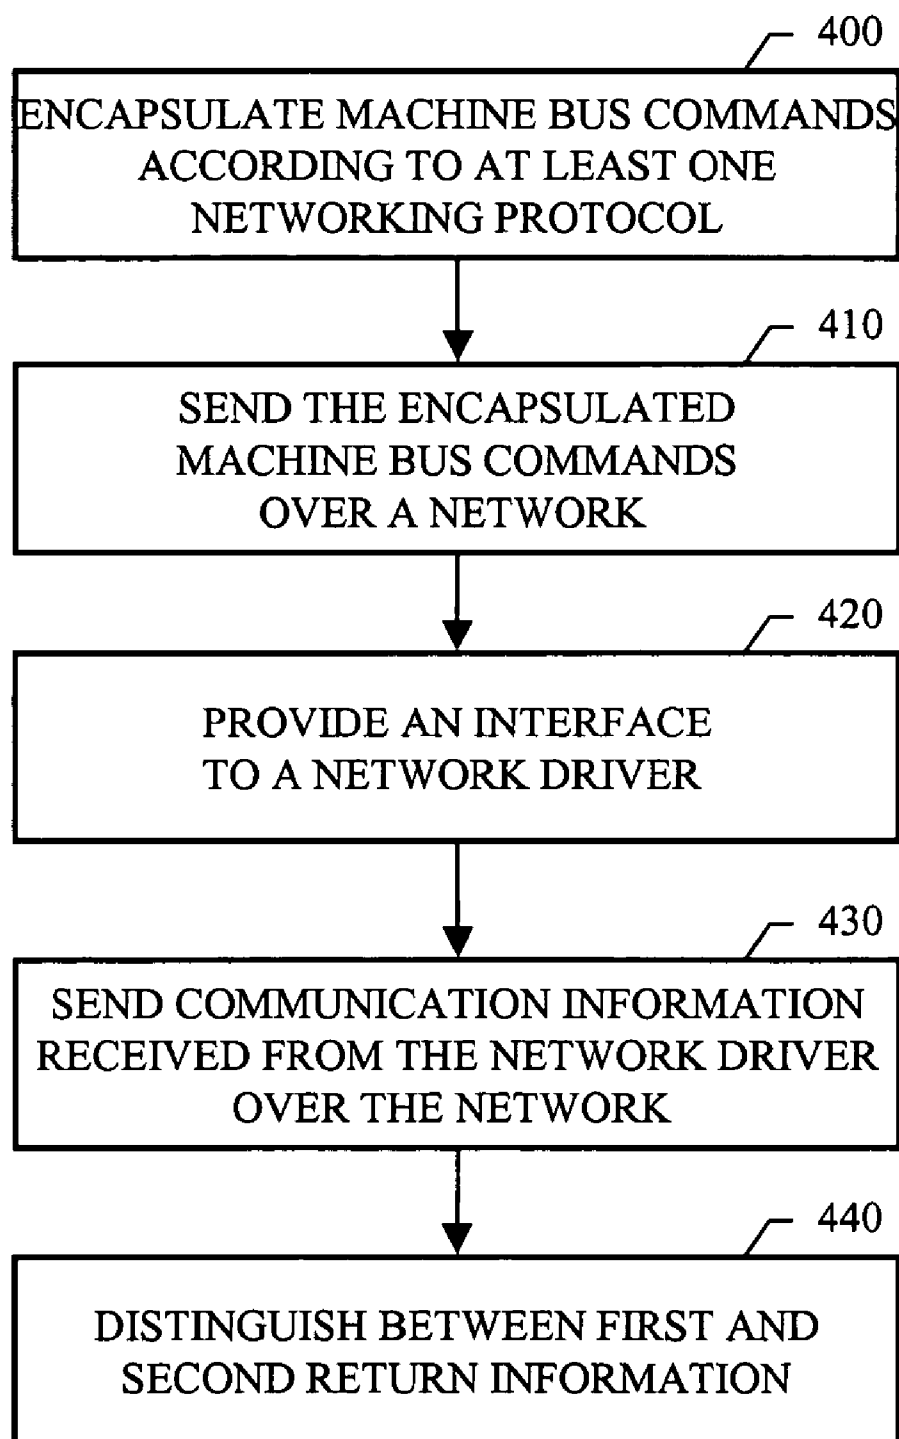 400
ENCAPSULATE MACHINE BUS COMMANDS
ACCORDING TO AT LEAST ONE
NETWORKING PROTOCOL
410
SEND THE ENCAPSULATED
MACHINE BUS COMMANDS
OVER A NETWORK
420
PROVIDE AN INTERFACE
TO A NETWORK DRIVER
430
SEND COMMUNICATION INFORMATION
RECEIVED FROM THE NETWORK DRIVER
OVER THE NETWORK
440
DISTINGUISH BETWEEN FIRST AND
SECOND RETURN INFORMATION